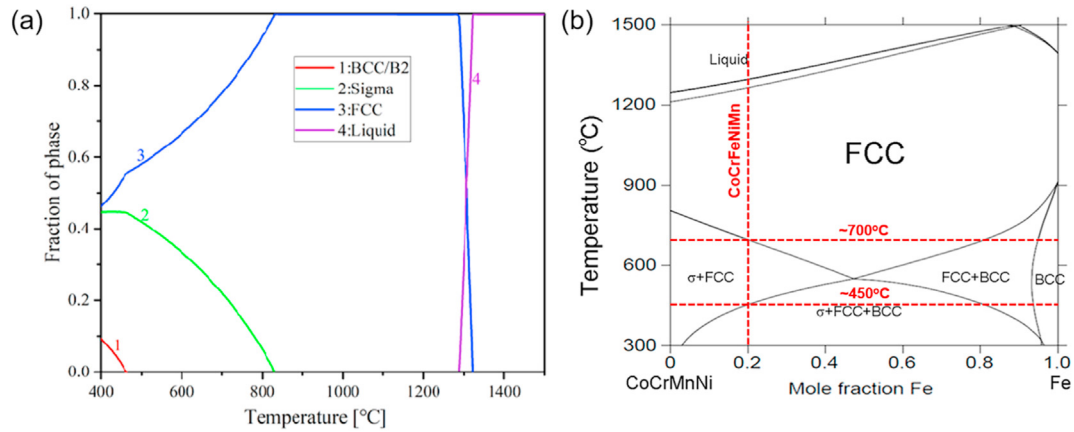 (a)
1.0
0.8
0.6
0.4
0.2
0.0
Fraction of phase
1:BCC/B2
2:Sigma
3:FCC
4:Liquid
1
2
3
4
400 600 800 1000 1200 1400
Temperature [°C]
(b)
1500
1200
900
600
300
Temperature (°C)
Liquid
CoCrFeNiMn
FCC
~700°C
σ+FCC
FCC+BCC
BCC
~450°C
σ+FCC+BCC
0.0 0.2 0.4 0.6 0.8 1.0
CoCrMnNi
Mole fraction Fe
Fe